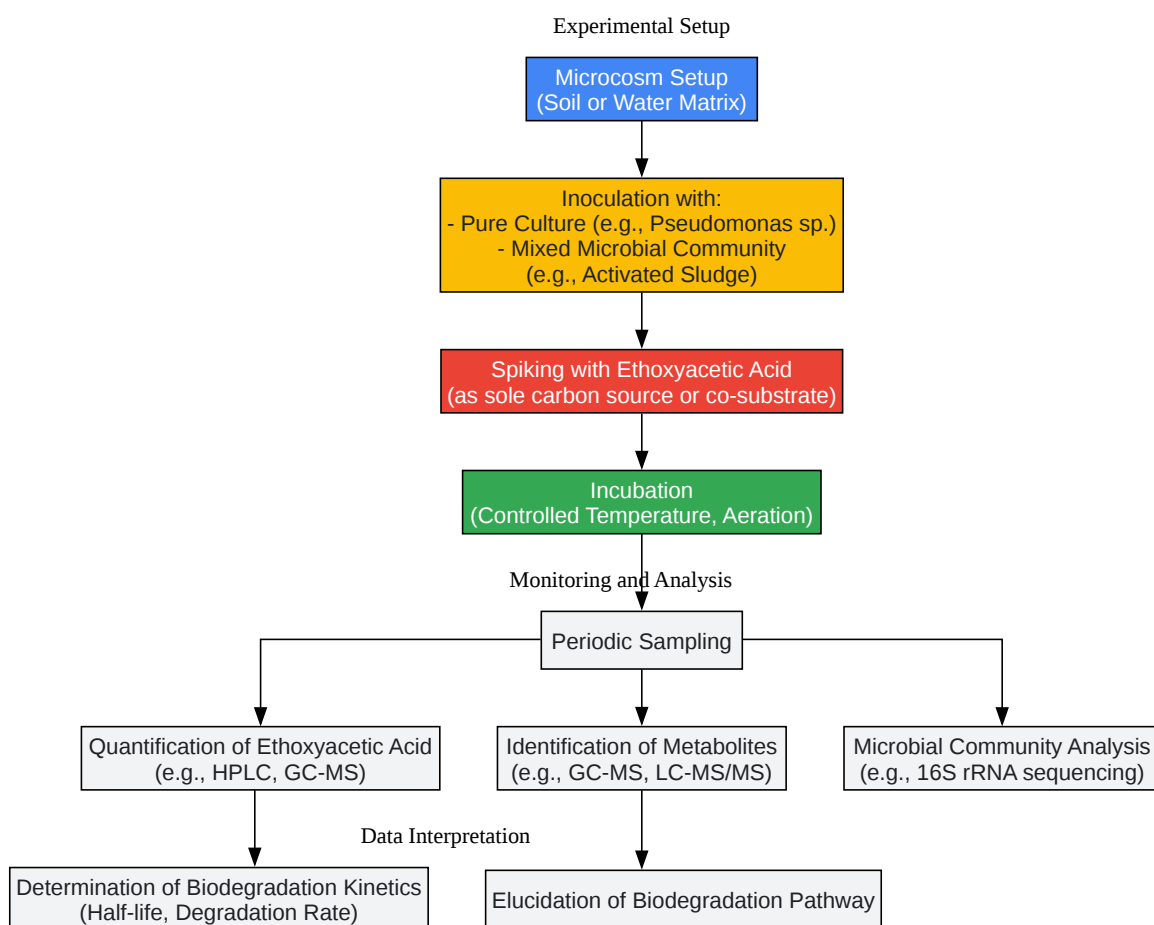 Experimental Setup
Microcosm Setup
(Soil or Water Matrix)
Inoculation with:
- Pure Culture (e.g., Pseudomonas sp.)
- Mixed Microbial Community
(e.g., Activated Sludge)
Spiking with Ethoxyacetic Acid
(as sole carbon source or co-substrate)
Incubation
(Controlled Temperature, Aeration)
Monitoring and Analysis
Periodic Sampling
Quantification of Ethoxyacetic Acid
(e.g., HPLC, GC-MS)
Identification of Metabolites
(e.g., GC-MS, LC-MS/MS)
Microbial Community Analysis
(e.g., 16S rRNA sequencing)
Data Interpretation
Determination of Biodegradation Kinetics
(Half-life, Degradation Rate)
Elucidation of Biodegradation Pathway